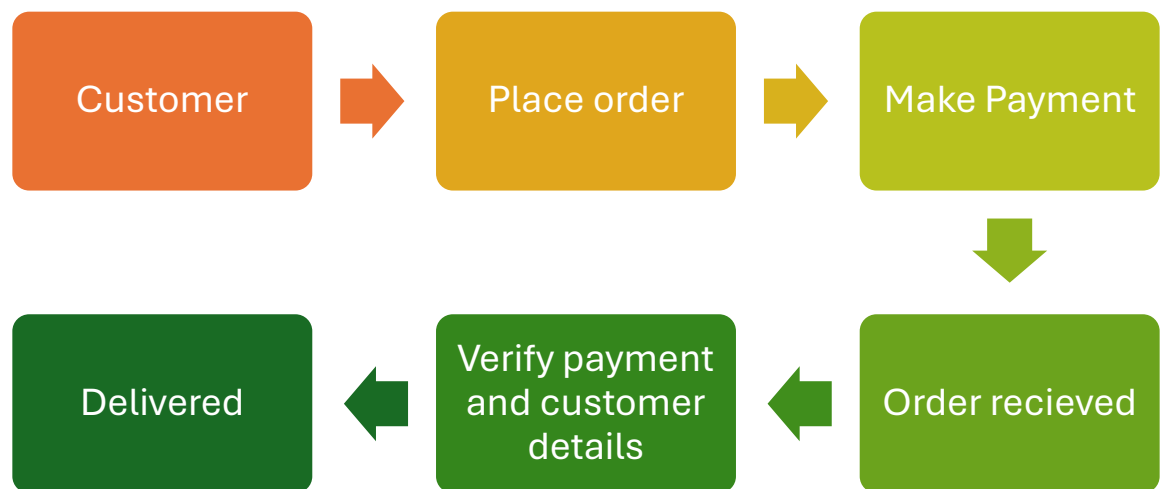 Customer
Place order
Make Payment
Order recieved
Verify payment
and customer
details
Delivered